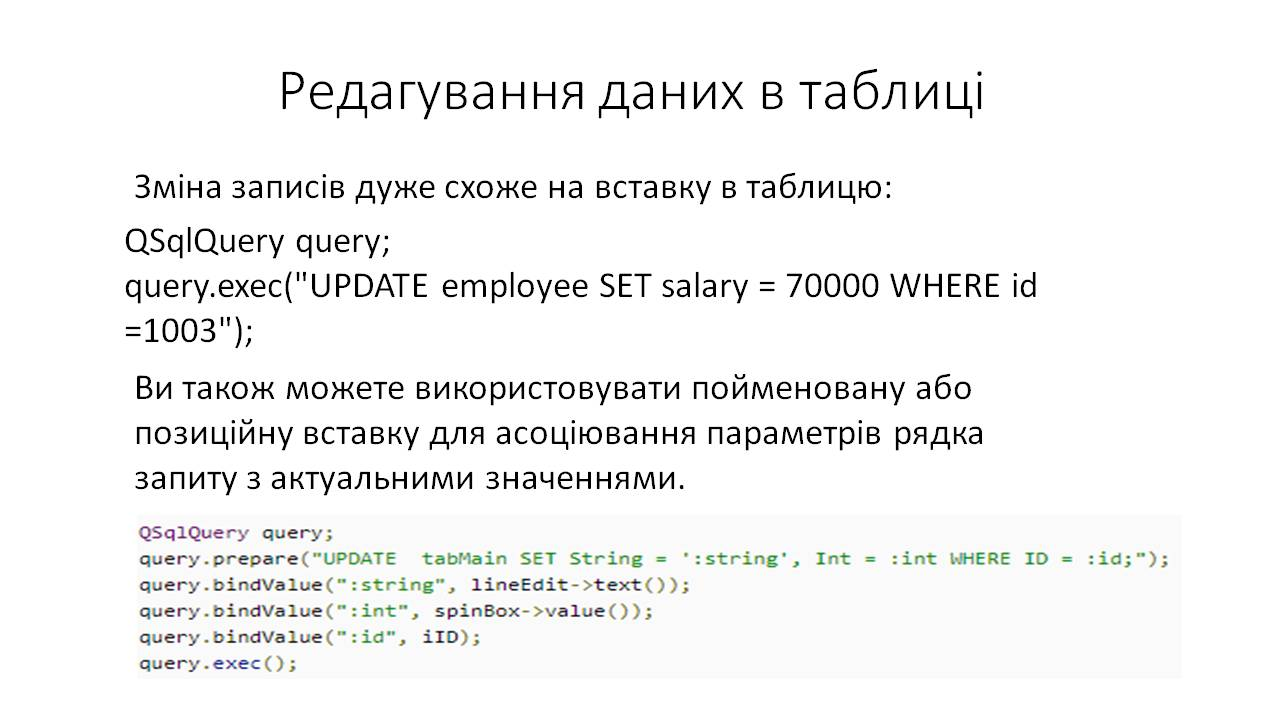 Редагування даних в таблиці
Зміна записів дуже схоже на вставку в таблицю:
QSqlQuery query;
query.exec("UPDATE employee SET salary = 70000 WHERE id
=1003");
Ви також можете використовувати пойменовану або
позиційну вставку для асоціювання параметрів рядка
запиту з актуальними значеннями.
QSqlQuery query;
query.prepare("UPDATE  tabMain SET String = ':string', Int = :int WHERE ID = :id;");
query.bindValue(":string", lineEdit->text());
query.bindValue(":int", spinBox->value());
query.bindValue(":id", iID);
query.exec();